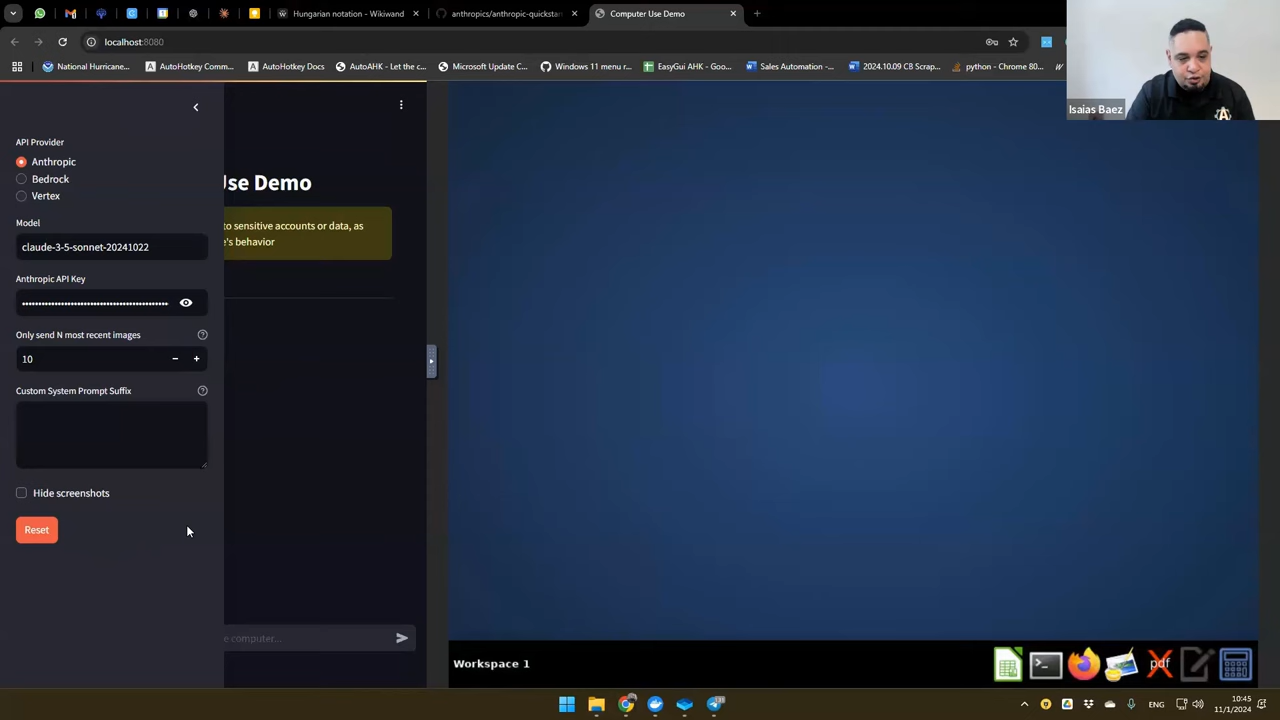 Hungarian notation - Wikiwand
anthropics/anthropic-quickstar
Computer Use Demo
localhost:8080
National Hurricane...
AutoHotkey Commu...
AutoHotkey Docum...
AutoAHK - Let the c...
Microsoft Update C...
Windows 11 menu r...
EasyGui AHK - Goo...
Sales Automation -...
2024.10.09 CB Scrap...
python - Chrome 80...
Isaias Baez
API Provider
Anthropic
Bedrock
Vertex
Use Demo
to sensitive accounts or data, as
e's behavior
Model
claude-3-5-sonnet-20241022
Anthropic API Key
Only send N most recent images
10
Custom System Prompt Suffix
Hide screenshots
Reset
e computer...
Workspace 1
pdf
ENG
10:45
11/1/2024